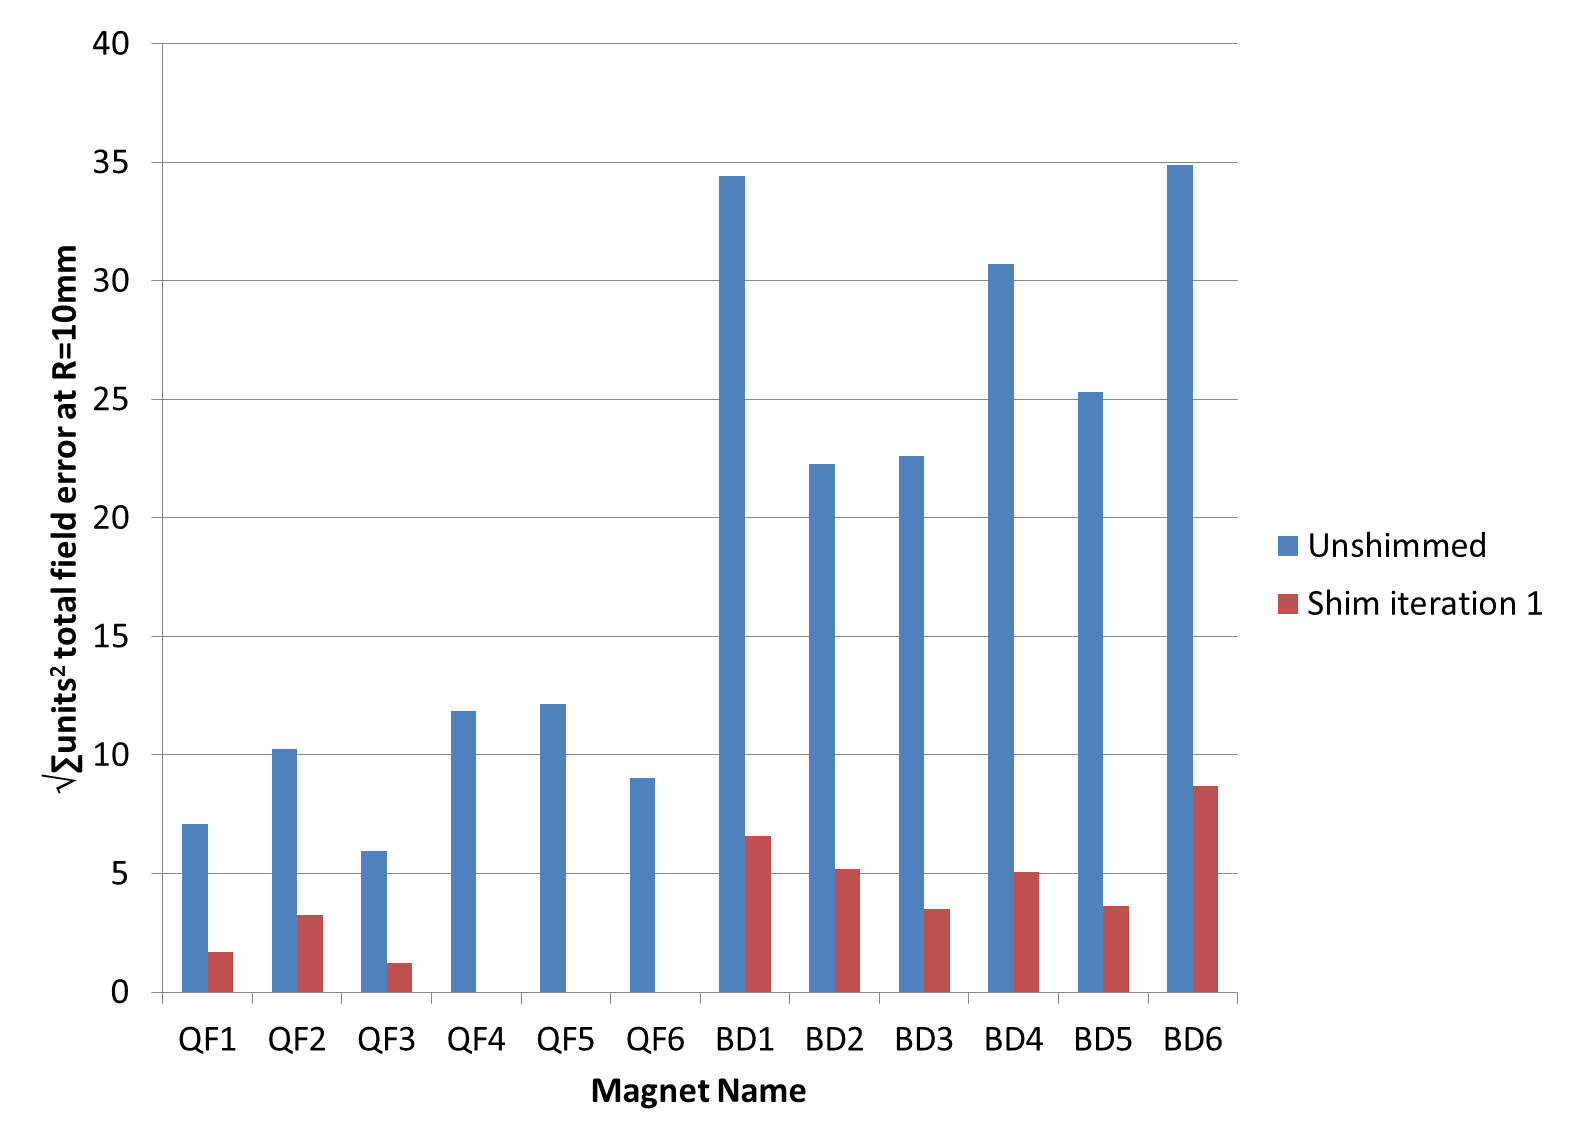 40
35
30
25
20
15
10
5
0
√∑units² total field error at R=10mm
QF1 QF2 QF3 QF4 QF5 QF6 BD1 BD2 BD3 BD4 BD5 BD6
Magnet Name
Unshimmed
Shim iteration 1